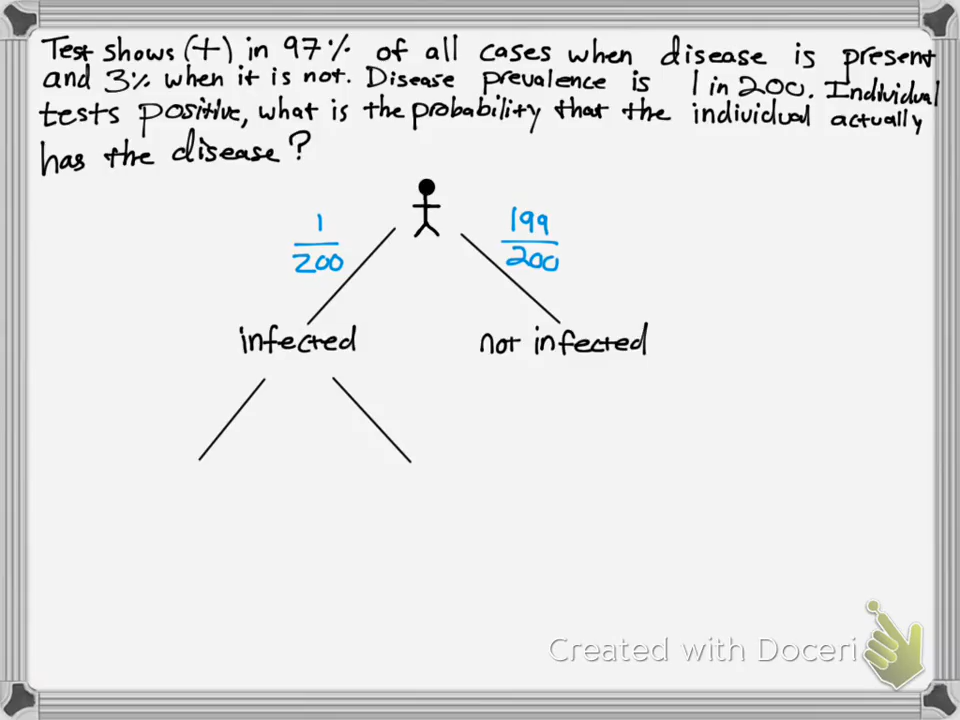 Test shows (+) in 97% of all cases when disease is present
and 3% when it is not. Disease prevalence is 1 in 200. Individual
tests positive, what is the probability that the individual actually
has the disease?
1
200
199
200
infected
not infected
Created with Doceri